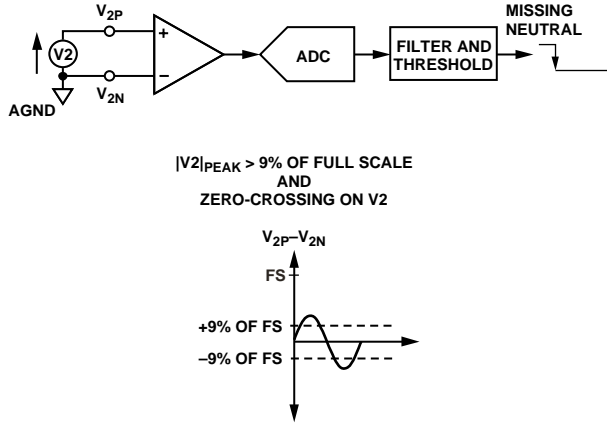 V2P
V2
V2N
AGND
+
−
ADC
FILTER AND
THRESHOLD
MISSING
NEUTRAL
|V2|PEAK > 9% OF FULL SCALE
AND
ZERO-CROSSING ON V2
V2P–V2N
FS
+9% OF FS
–9% OF FS